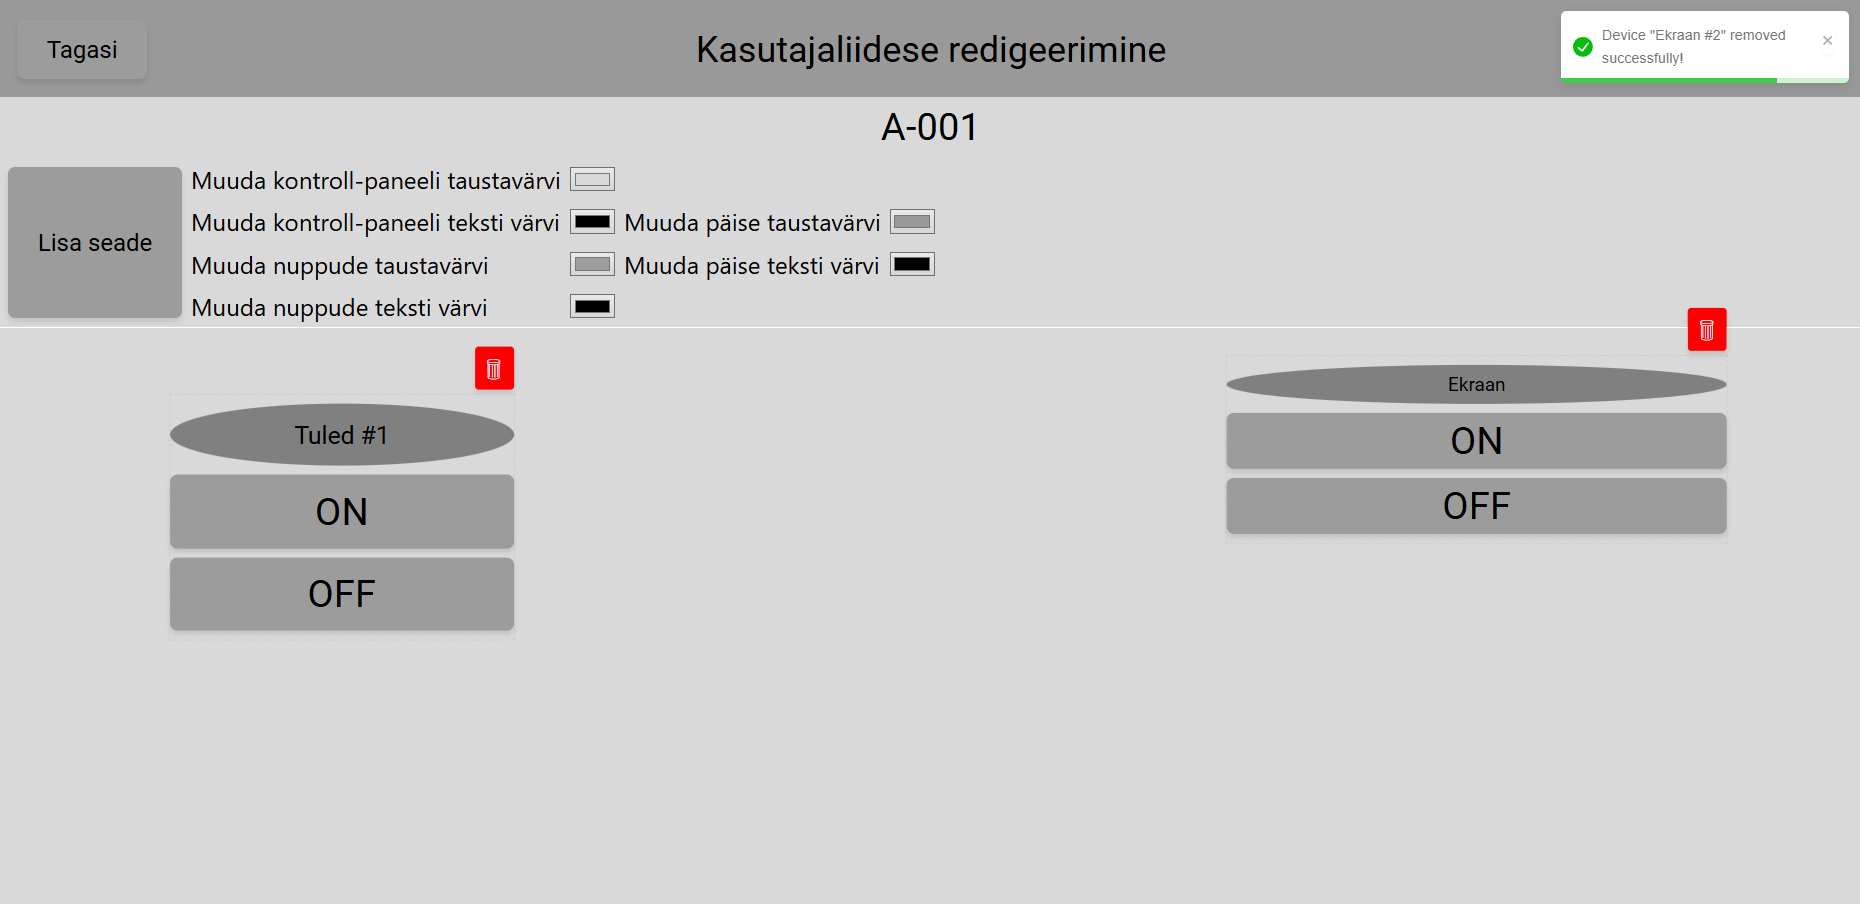 Tagasi
Kasutajaliidese redigeerimine
Device "Ekraan #2" removed
successfully!
A-001
Lisa seade
Muuda kontroll-paneeli taustavärvi
Muuda kontroll-paneeli teksti värvi
Muuda päise taustavärvi
Muuda nuppude taustavärvi
Muuda päise teksti värvi
Muuda nuppude teksti värvi
Tuled #1
ON
OFF
Ekraan
ON
OFF